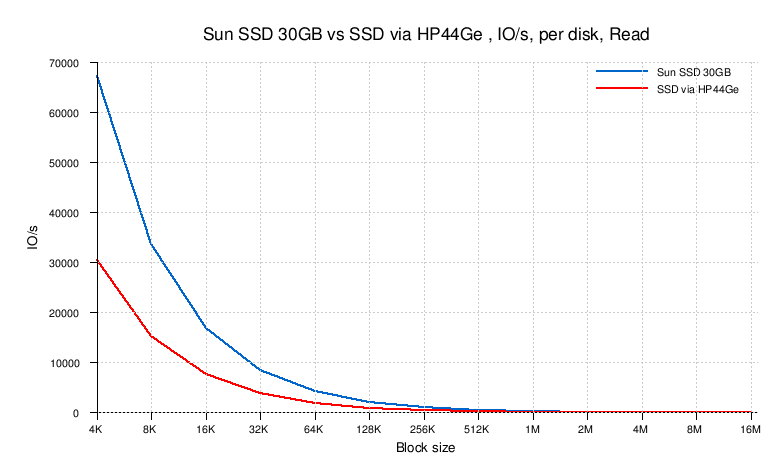 Sun SSD 30GB vs SSD via HP44Ge , IO/s, per disk, Read
70000
Sun SSD 30GB
SSD via HP44Ge
60000
50000
40000
IO/s
30000
20000
10000
0
4K 8K 16K 32K 64K 128K 256K 512K 1M 2M 4M 8M 16M
Block size